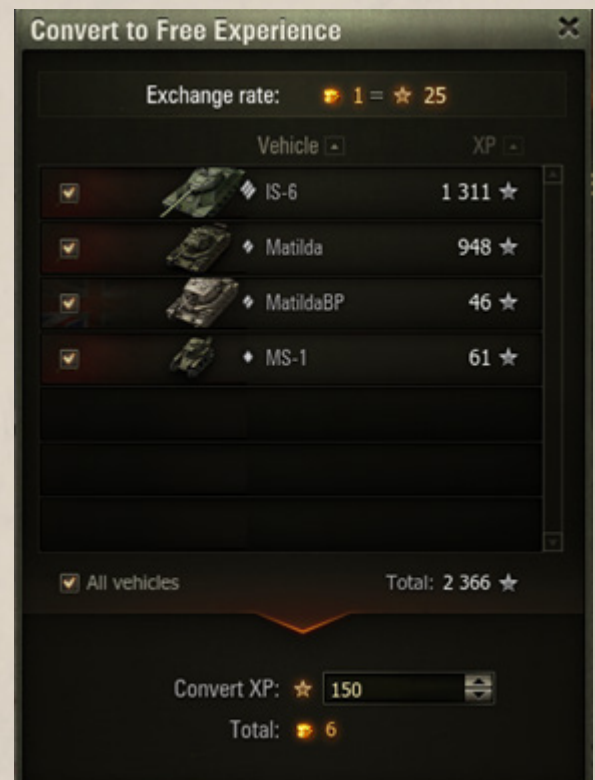 Convert to Free Experience
Exchange rate: 1 = 25
Vehicle XP
IS-6 1 311
Matilda 948
MatildaBP 46
MS-1 61
All vehicles Total: 2 366
Convert XP: 150
Total: 6